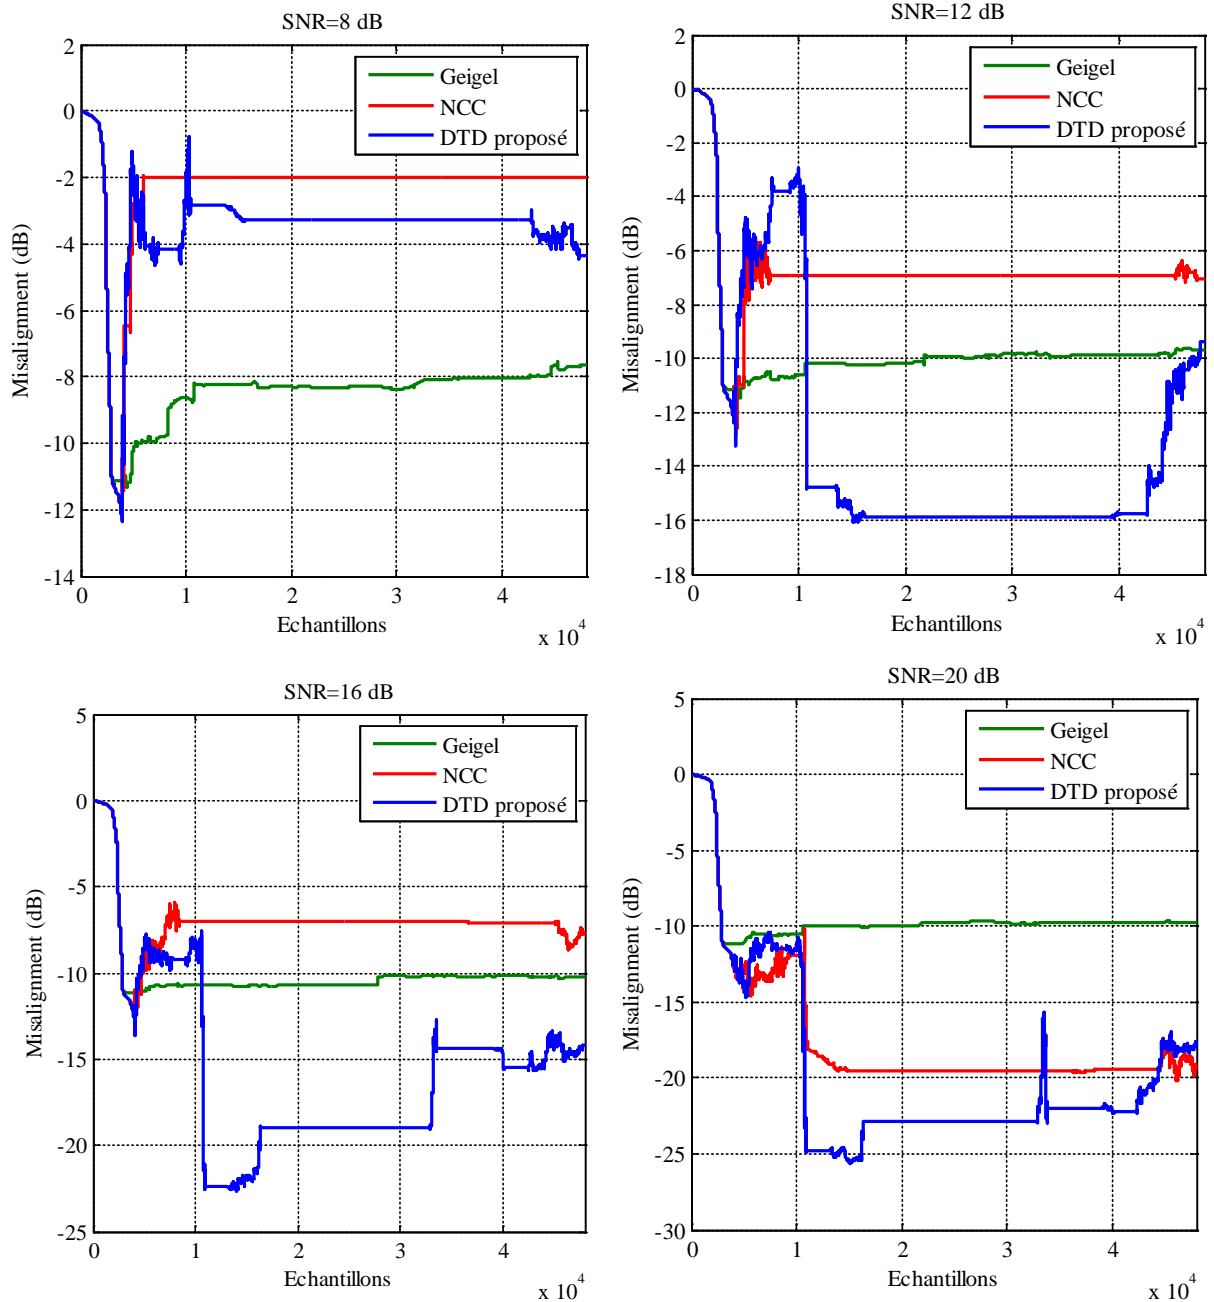 SNR=8 dB
2
0
-2
-4
-6
-8
-10
-12
-14
Misalignment (dB)
Geigel
NCC
DTD proposé
0
1
2
3
4
Echantillons
x 10^4
SNR=12 dB
2
0
-2
-4
-6
-8
-10
-12
-14
-16
-18
Misalignment (dB)
Geigel
NCC
DTD proposé
0
1
2
3
4
Echantillons
x 10^4
SNR=16 dB
5
0
-5
-10
-15
-20
-25
Misalignment (dB)
Geigel
NCC
DTD proposé
0
1
2
3
4
Echantillons
x 10^4
SNR=20 dB
5
0
-5
-10
-15
-20
-25
-30
Misalignment (dB)
Geigel
NCC
DTD proposé
0
1
2
3
4
Echantillons
x 10^4